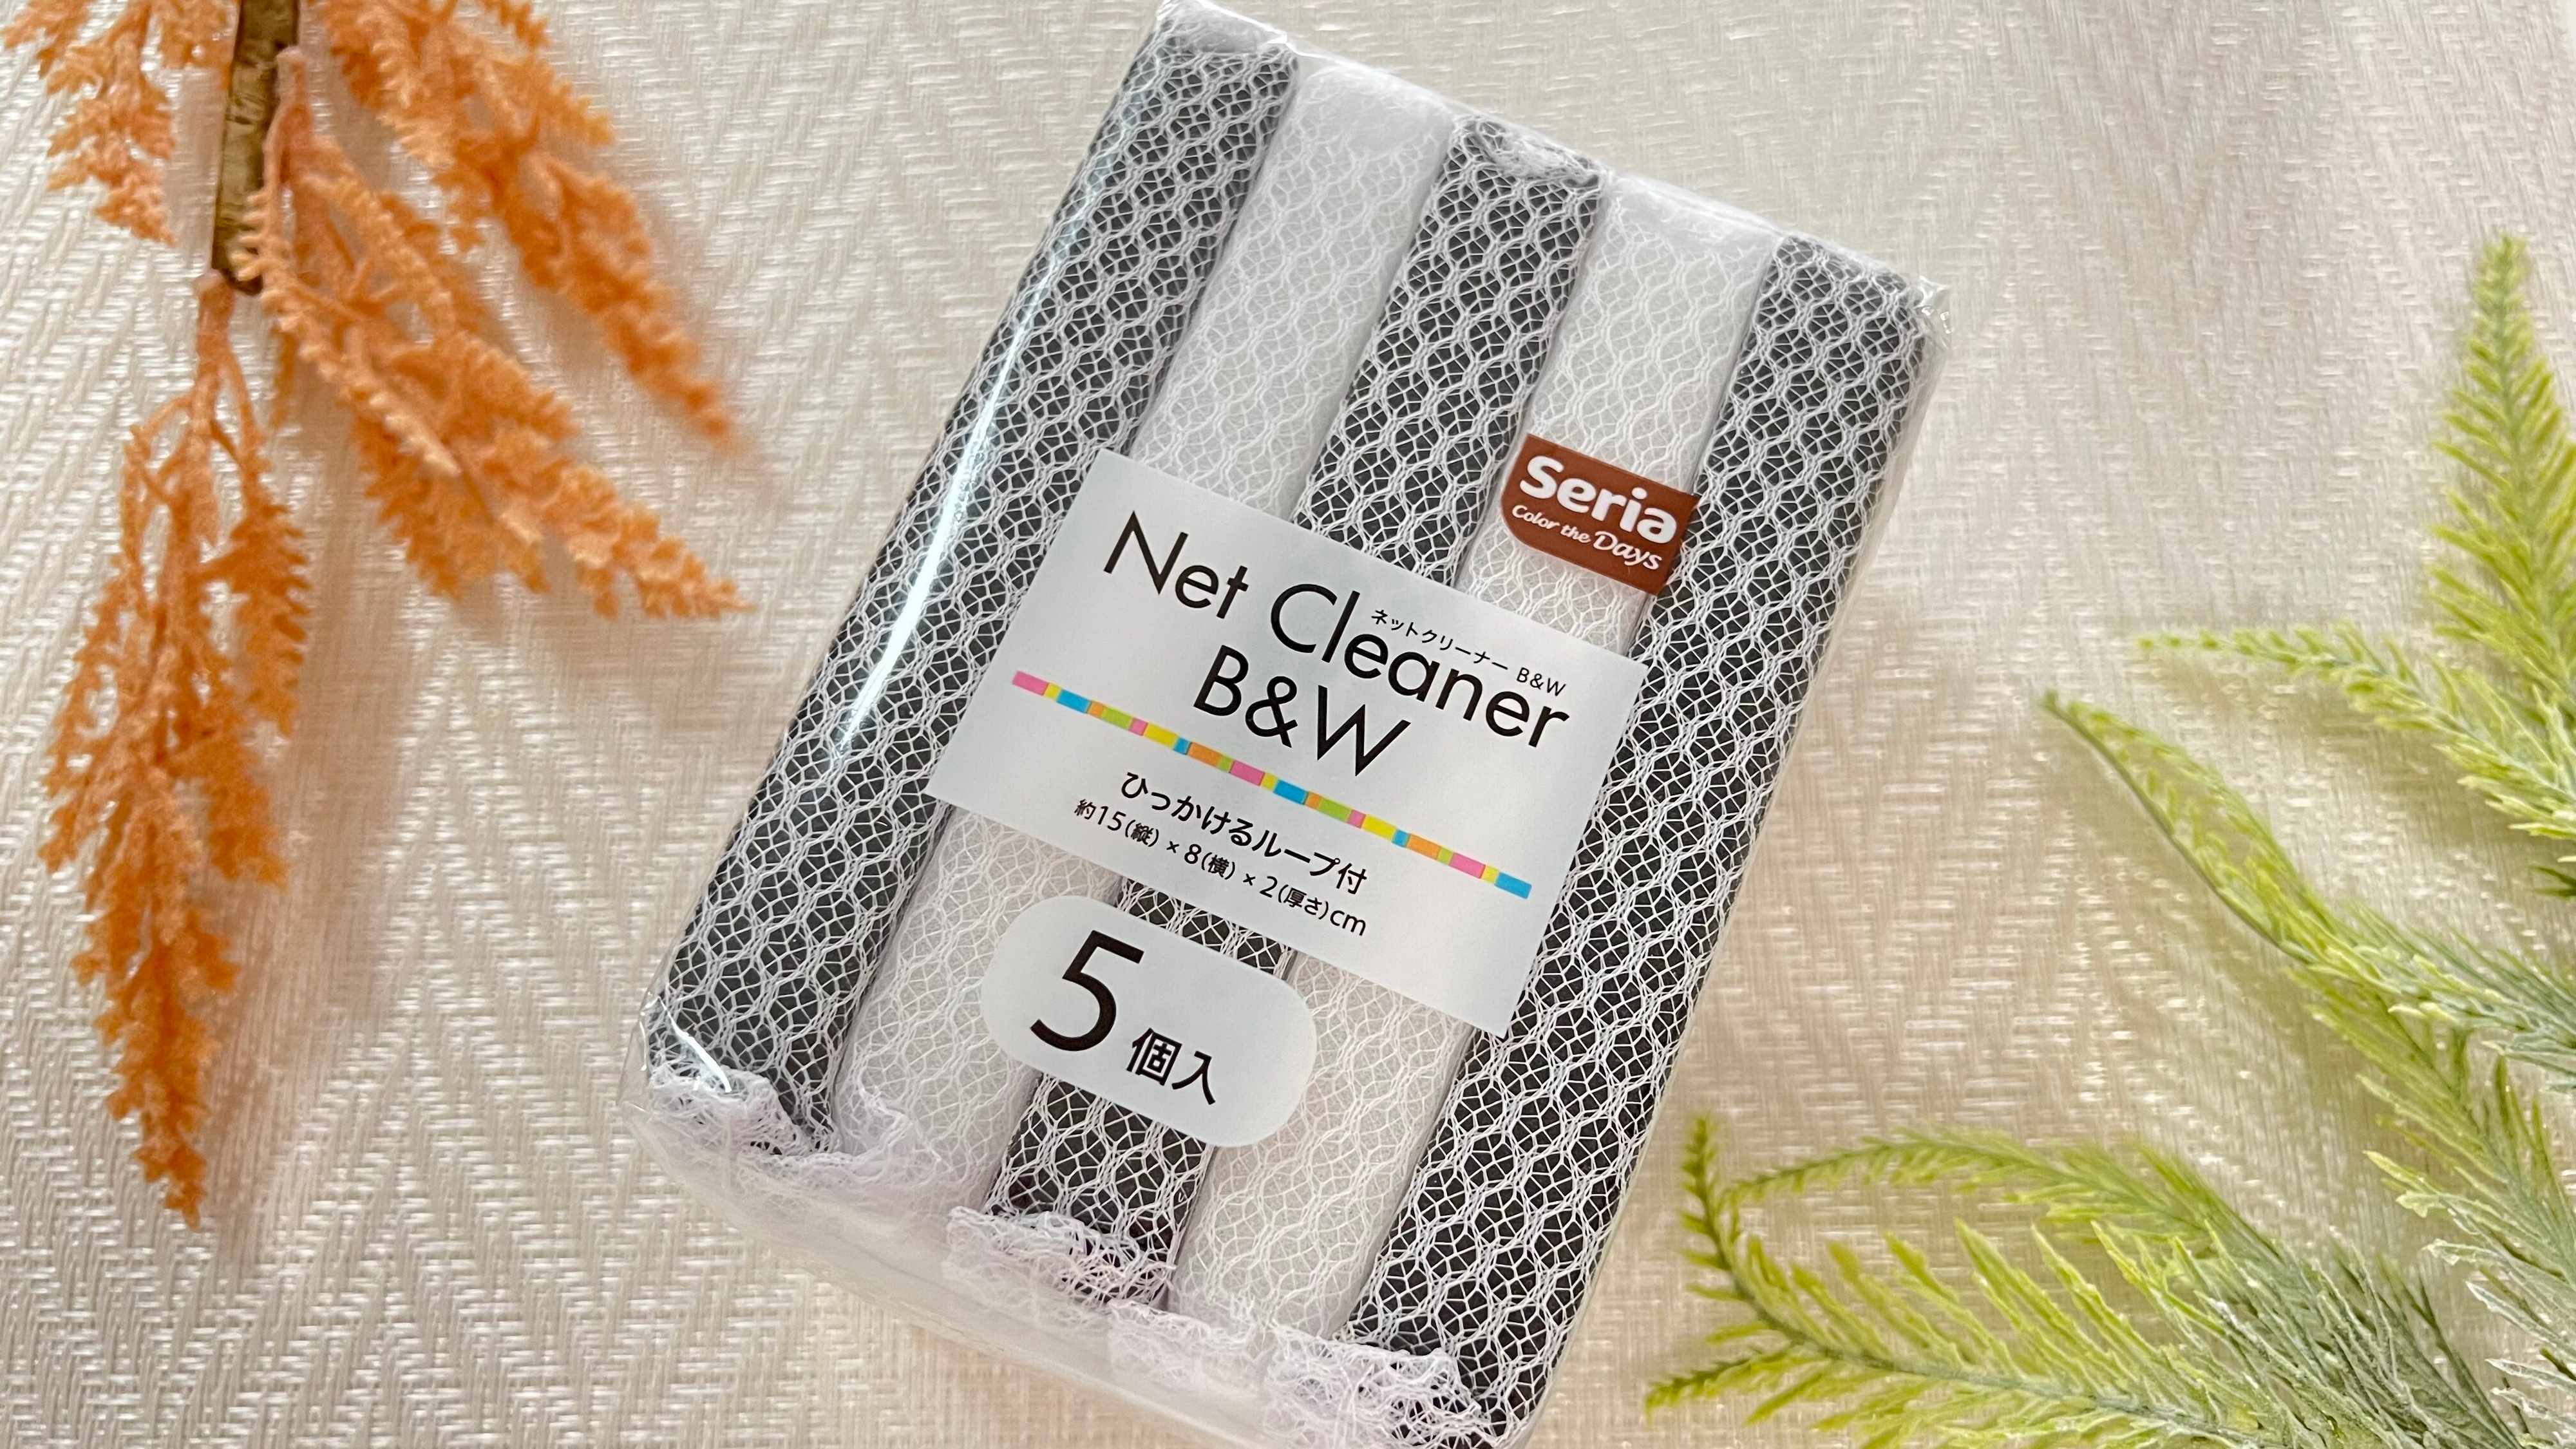 Seria
Color the Days
Net Cleaner
ネットクリーナー B&W
B&W
ひっかけるループ付
約15(縦)×8(横)×2(厚さ)cm
5個入